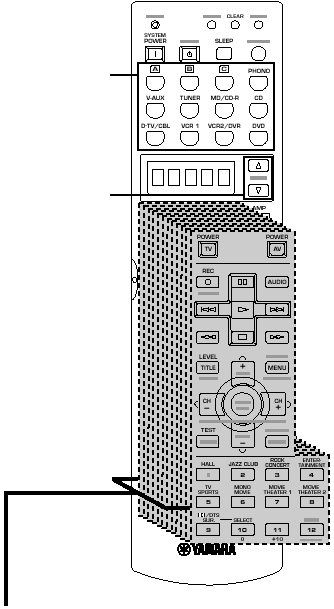 CLEAR
SYSTEM
POWER
SLEEP
A B C PHONO
V-AUX TUNER MD/CD-R CD
D-TV/CBL VCR 1 VCR2/DVR DVD
AMP
POWER POWER
TV AV
REC
AUDIO
LEVEL
TITLE + MENU
CH CH
− +
TEST
−
HALL JAZZ CLUB ROCK CONCERT ENTER-TAINMENT
1 2 3 4
TV SPORTS MONO MOVIE MOVIE THEATER 1 MOVIE THEATER 2
5 6 7 8
/DTS SUR. SELECT
9 10 11 12
0 +10
YAMAHA